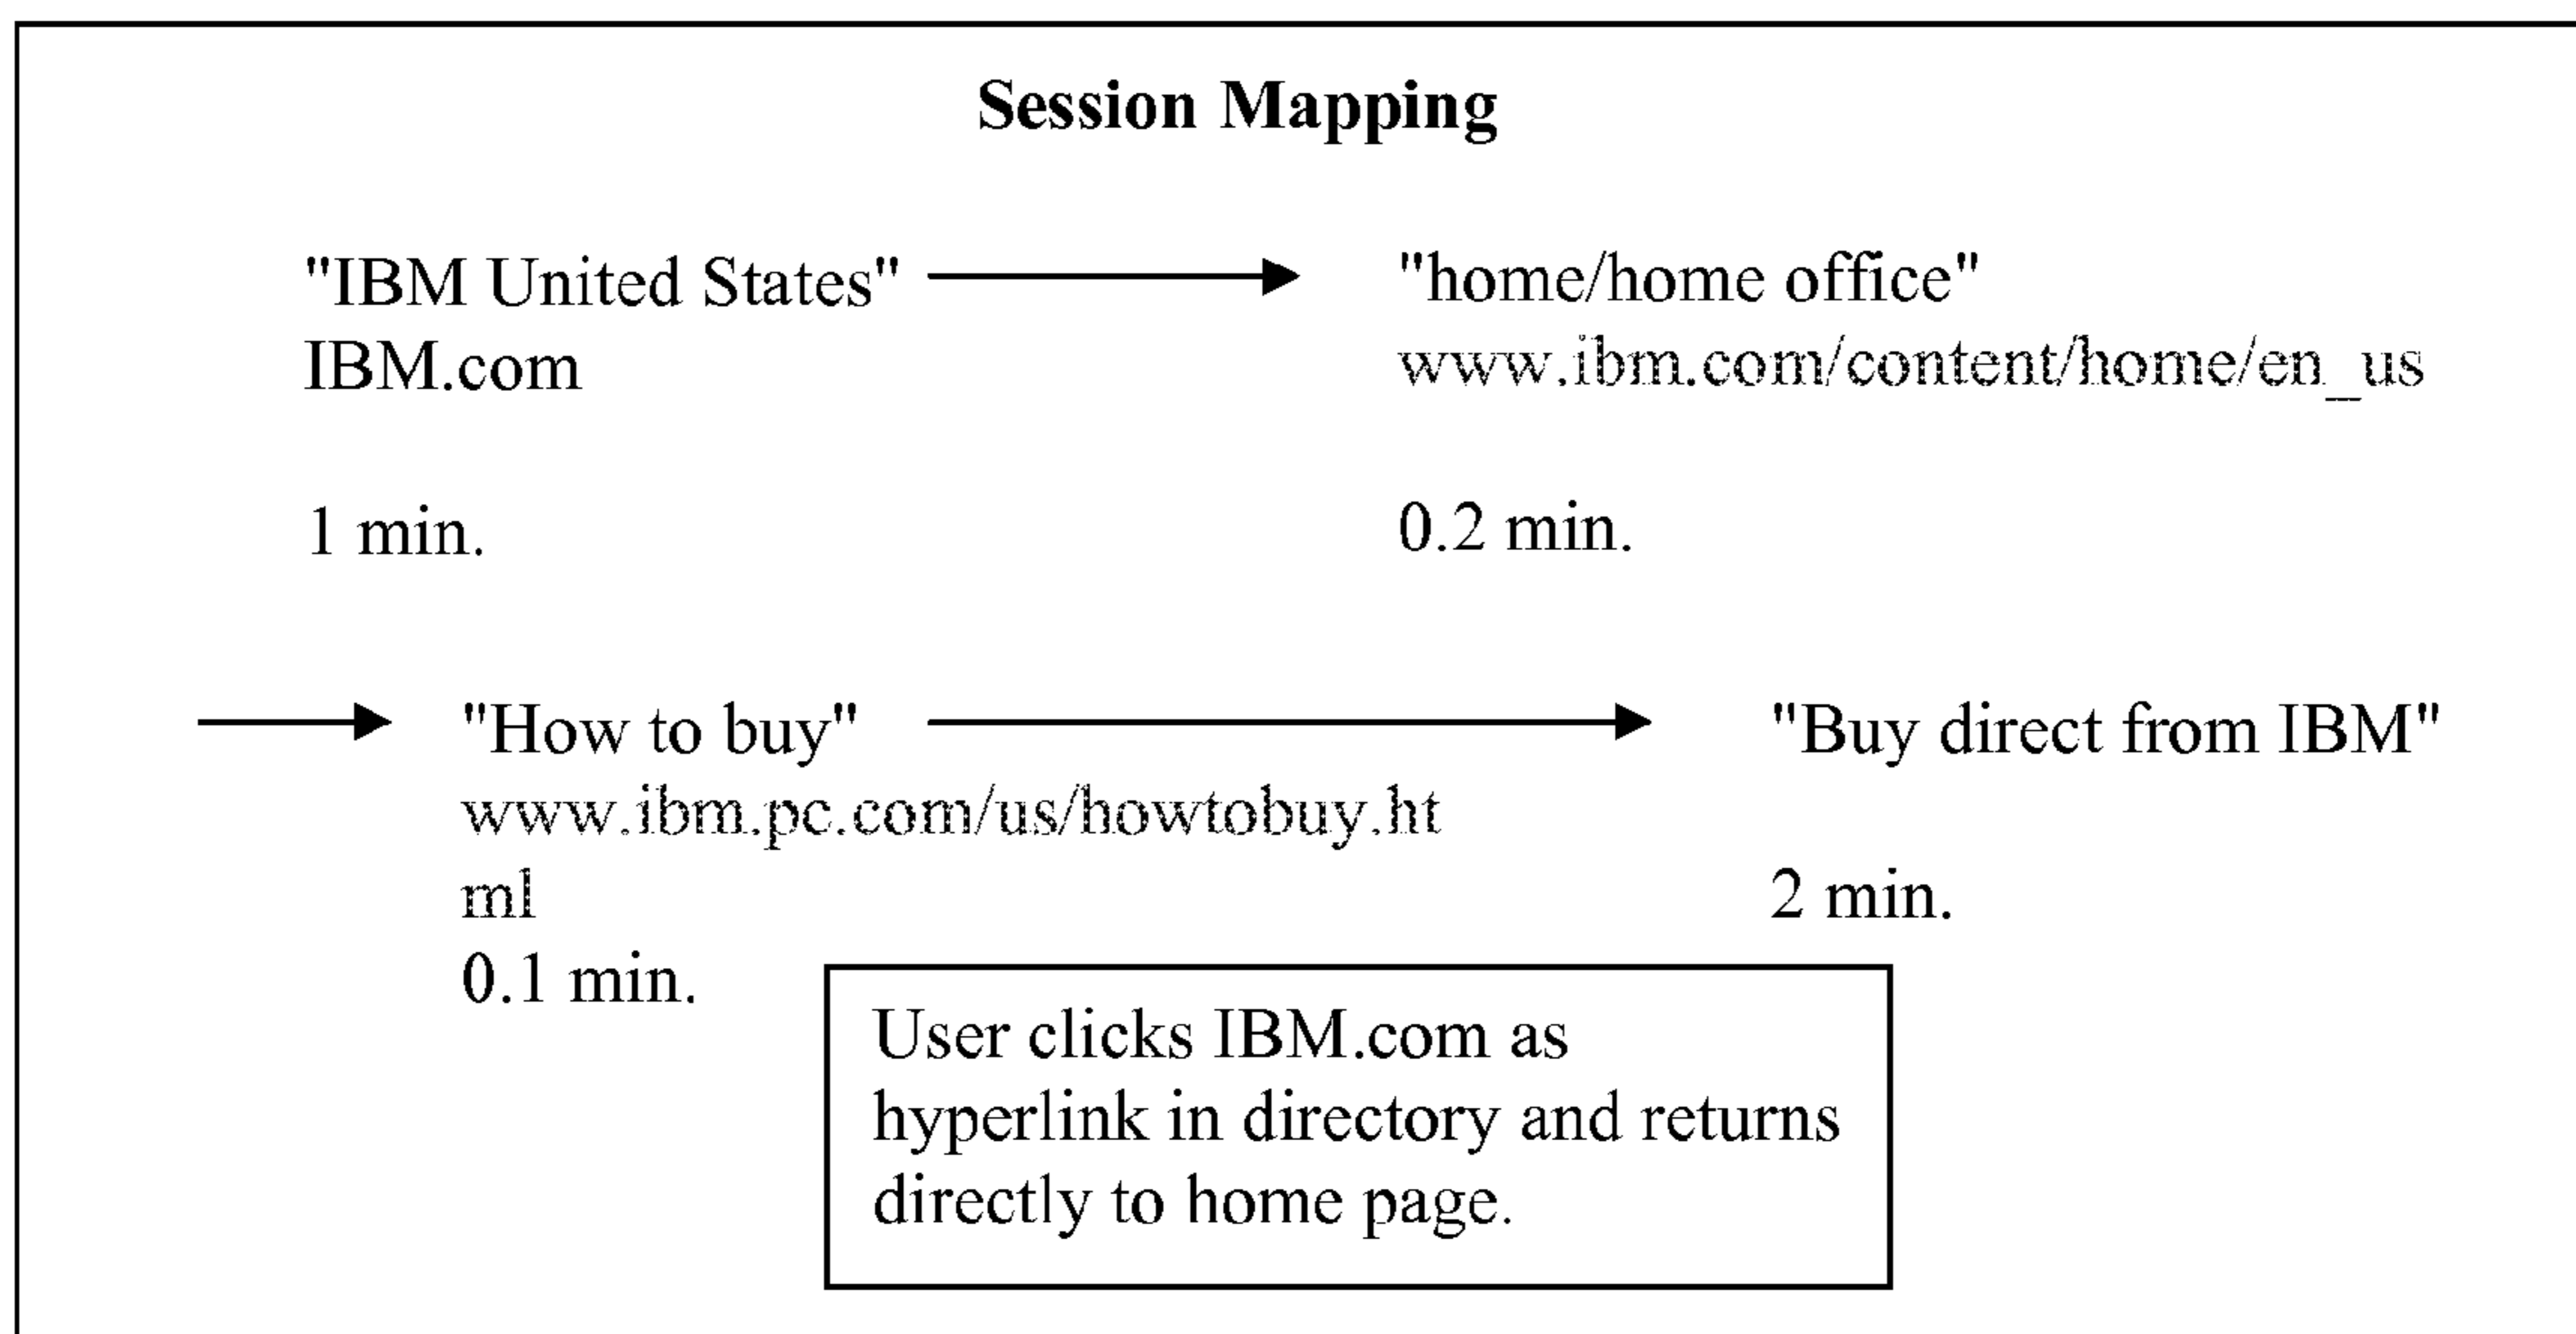 Session Mapping
"IBM United States"
IBM.com
1 min.
"home/home office"
www.ibm.com/content/home/en_us
0.2 min.
"How to buy"
www.ibm.pc.com/us/howtobuy.ht
ml
0.1 min.
"Buy direct from IBM"
2 min.
User clicks IBM.com as
hyperlink in directory and returns
directly to home page.